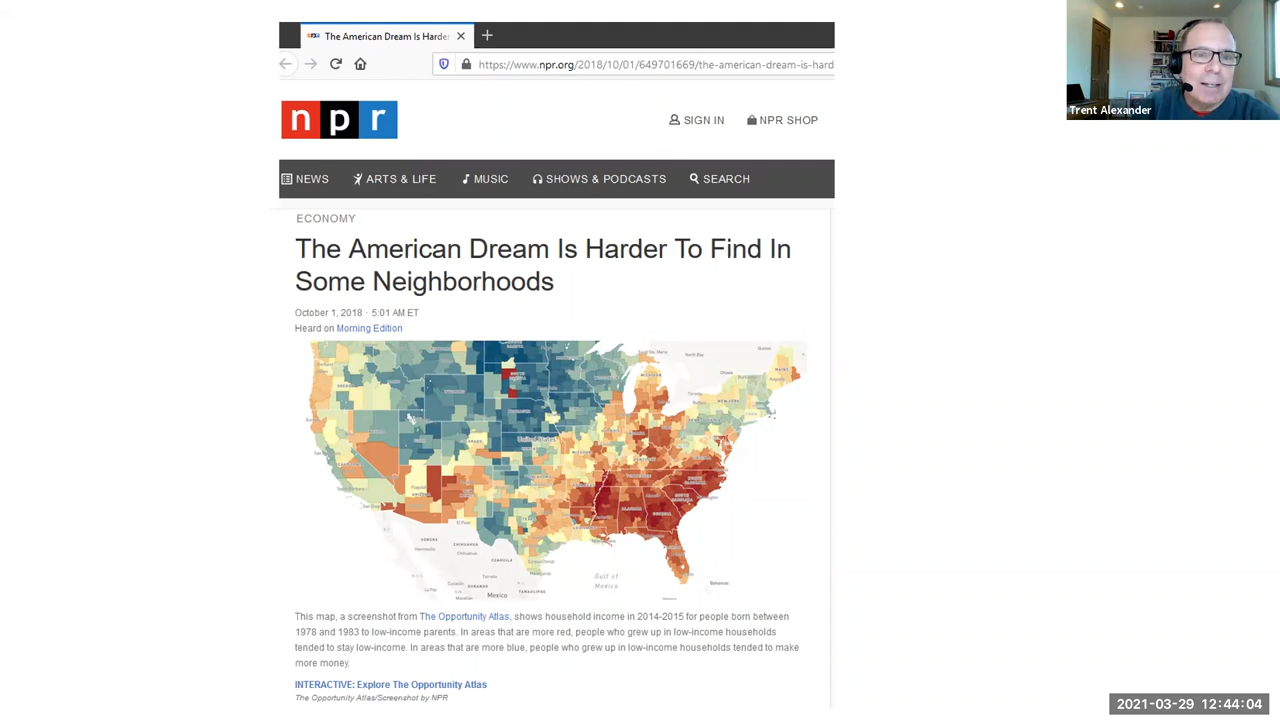 The American Dream Is Harder
https://www.npr.org/2018/10/01/649701669/the-american-dream-is-hard
Trent Alexander
npr
SIGN IN
NPR SHOP
NEWS
ARTS & LIFE
MUSIC
SHOWS & PODCASTS
SEARCH
ECONOMY
The American Dream Is Harder To Find In
Some Neighborhoods
October 1, 2018 · 5:01 AM ET
Heard on Morning Edition
United States
Gulf of
Mexico
Mexico
This map, a screenshot from The Opportunity Atlas, shows household income in 2014-2015 for people born between
1978 and 1983 to low-income parents. In areas that are more red, people who grew up in low-income households
tended to stay low-income. In areas that are more blue, people who grew up in low-income households tended to make
more money.
INTERACTIVE: Explore The Opportunity Atlas
The Opportunity Atlas/Screenshot by NPR
2021-03-29 12:44:04